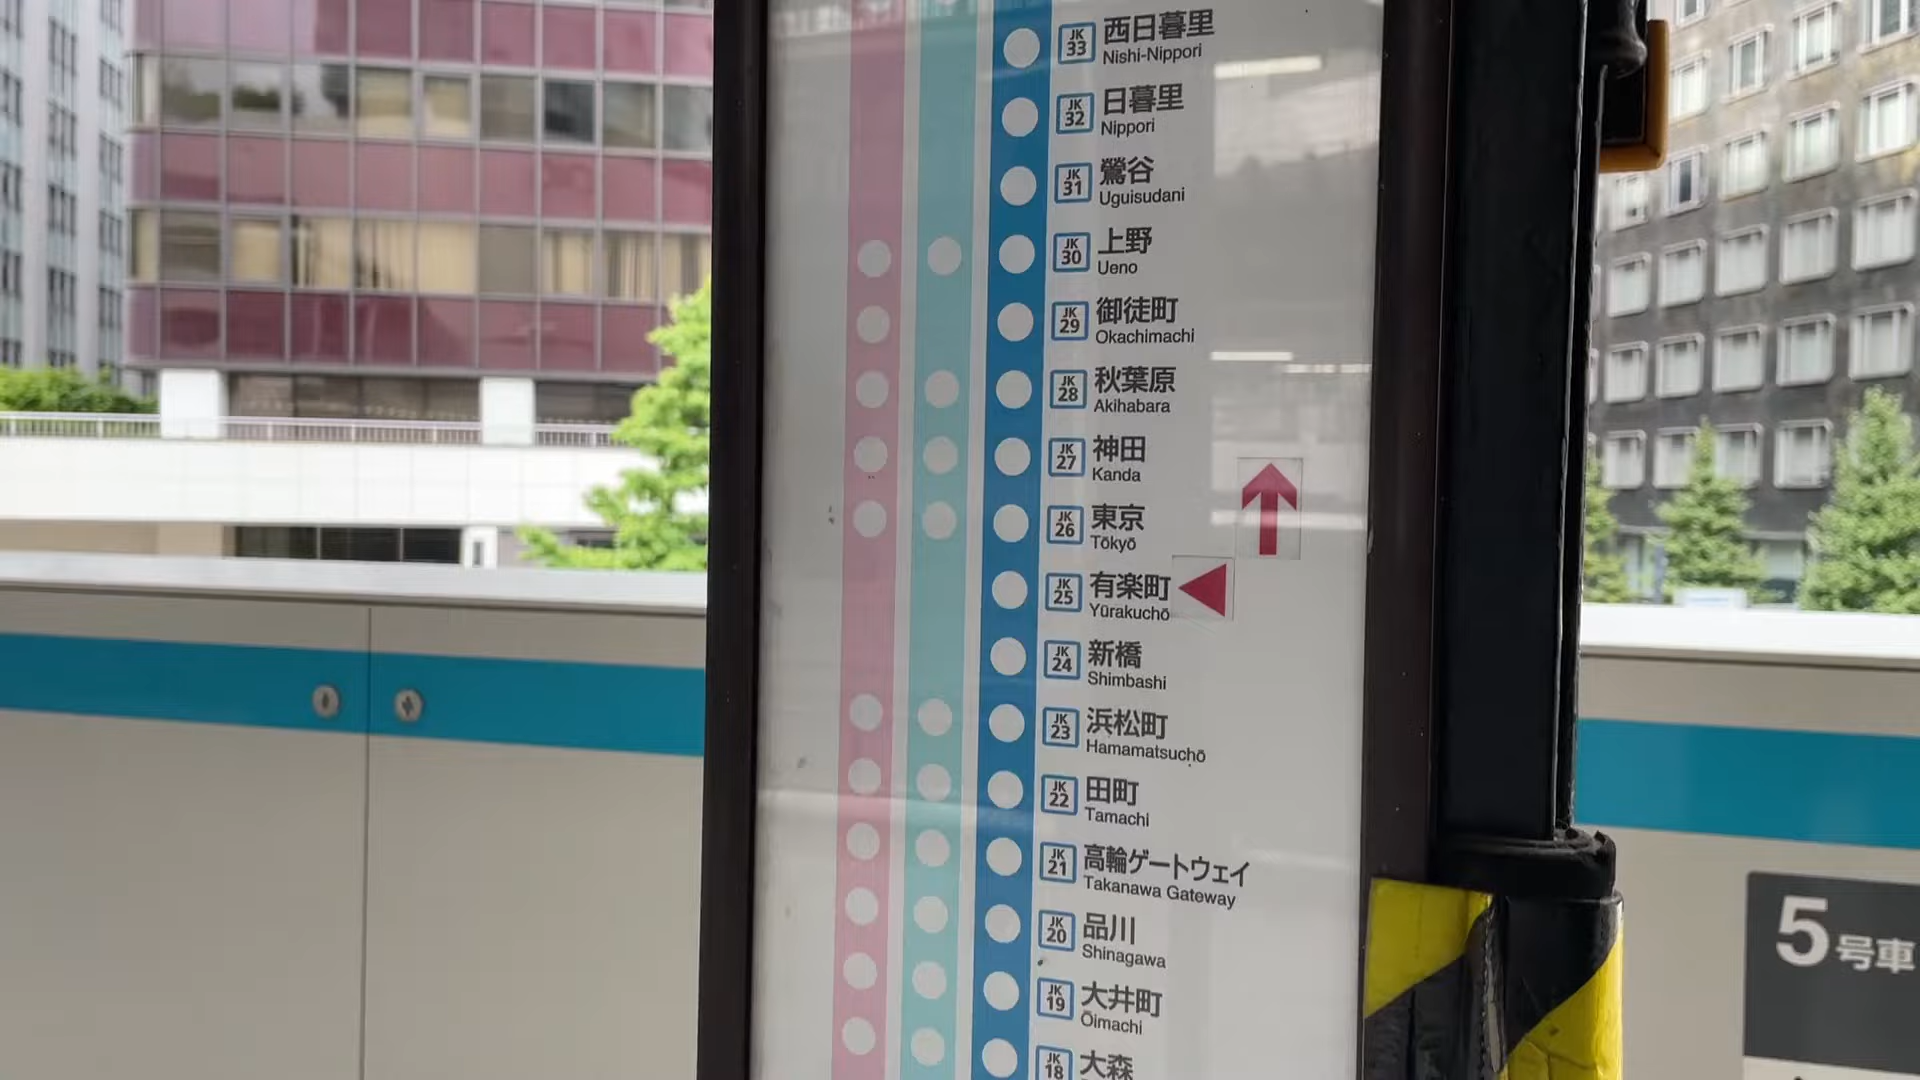 JK
33
西日暮里
Nishi-Nippori
JK
32
日暮里
Nippori
JK
31
鶯谷
Uguisudani
JK
30
上野
Ueno
JK
29
御徒町
Okachimachi
JK
28
秋葉原
Akihabara
JK
27
神田
Kanda
JK
26
東京
Tōkyō
JK
25
有楽町
Yūrakuchō
JK
24
新橋
Shimbashi
JK
23
浜松町
Hamamatsuchō
JK
22
田町
Tamachi
JK
21
高輪ゲートウェイ
Takanawa Gateway
JK
20
品川
Shinagawa
JK
19
大井町
Ōimachi
JK
18
大森
5号車